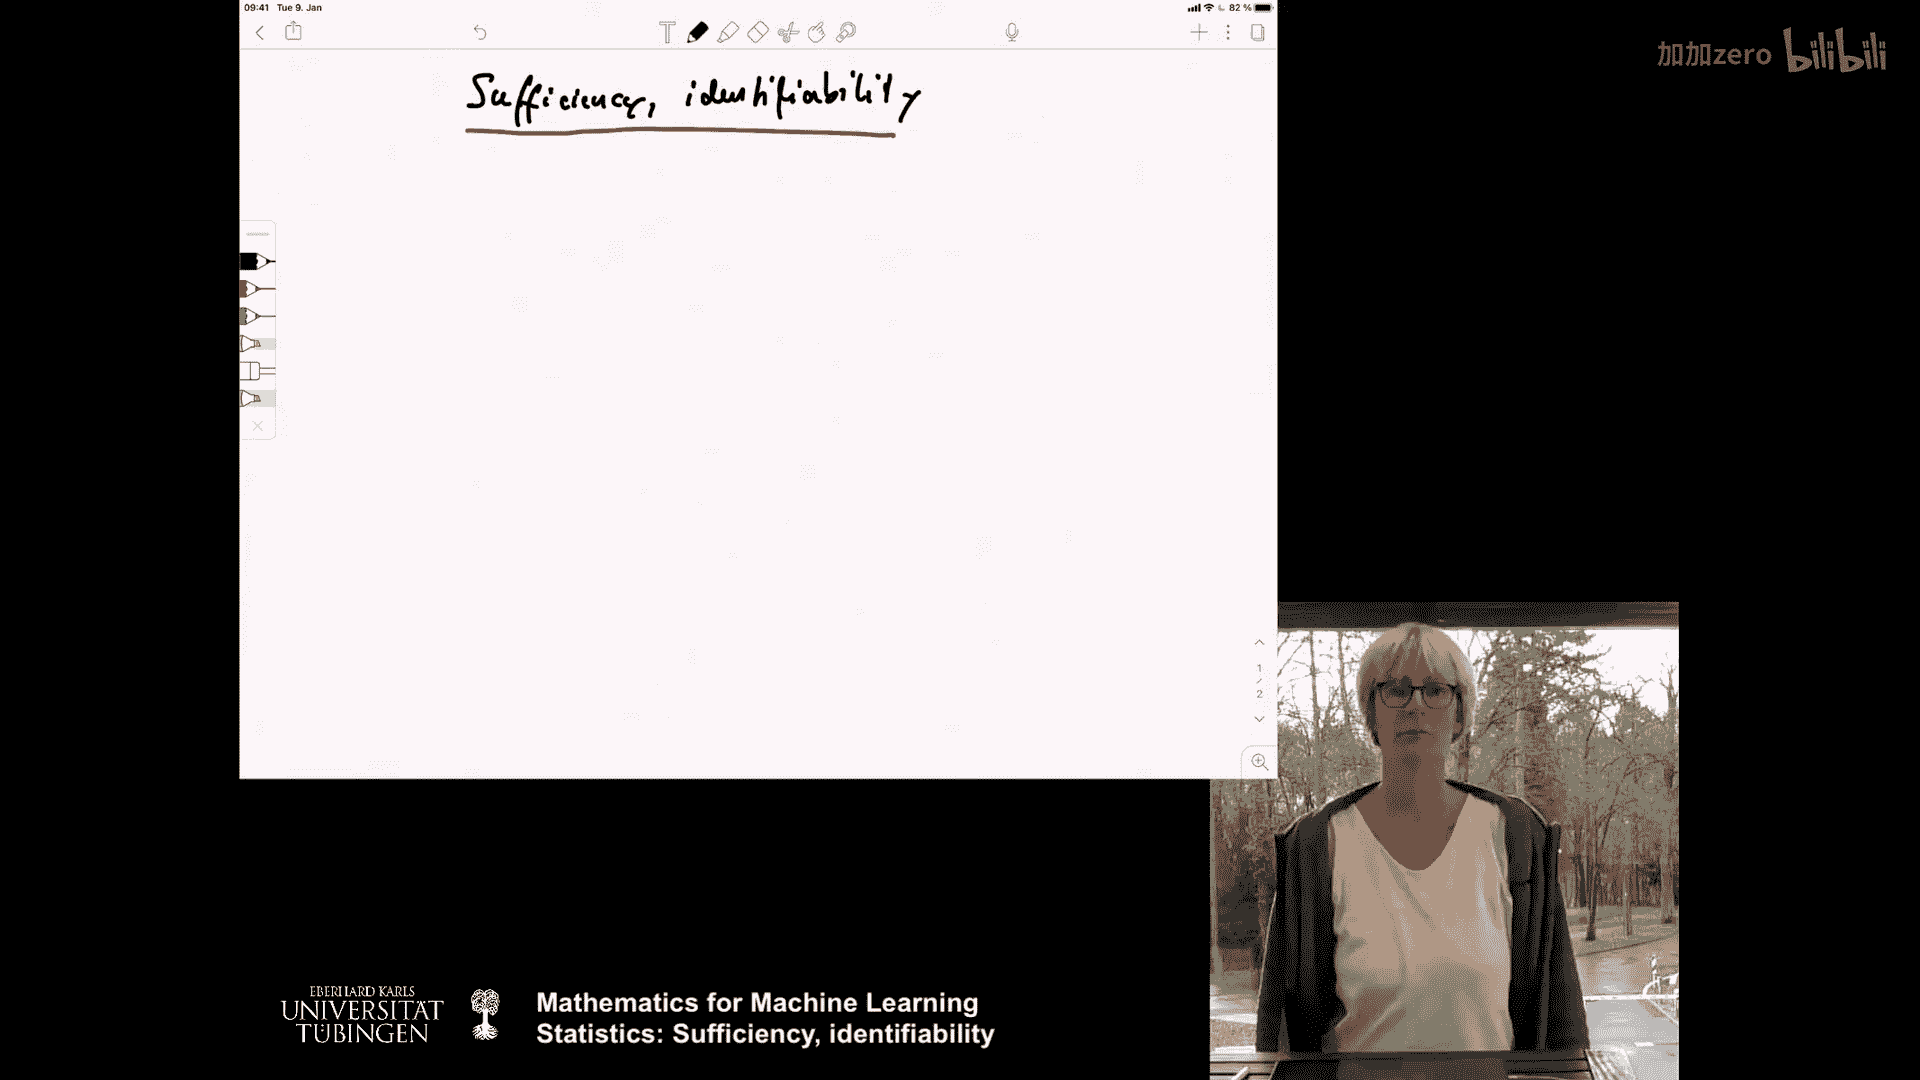 09:41 Tue 9. Jan
82 %
加加zero bilibili
T
Sufficiency, identifiability
1
2
EBERHARD KARLS
UNIVERSITÄT
TÜBINGEN
Mathematics for Machine Learning
Statistics: Sufficiency, identifiability